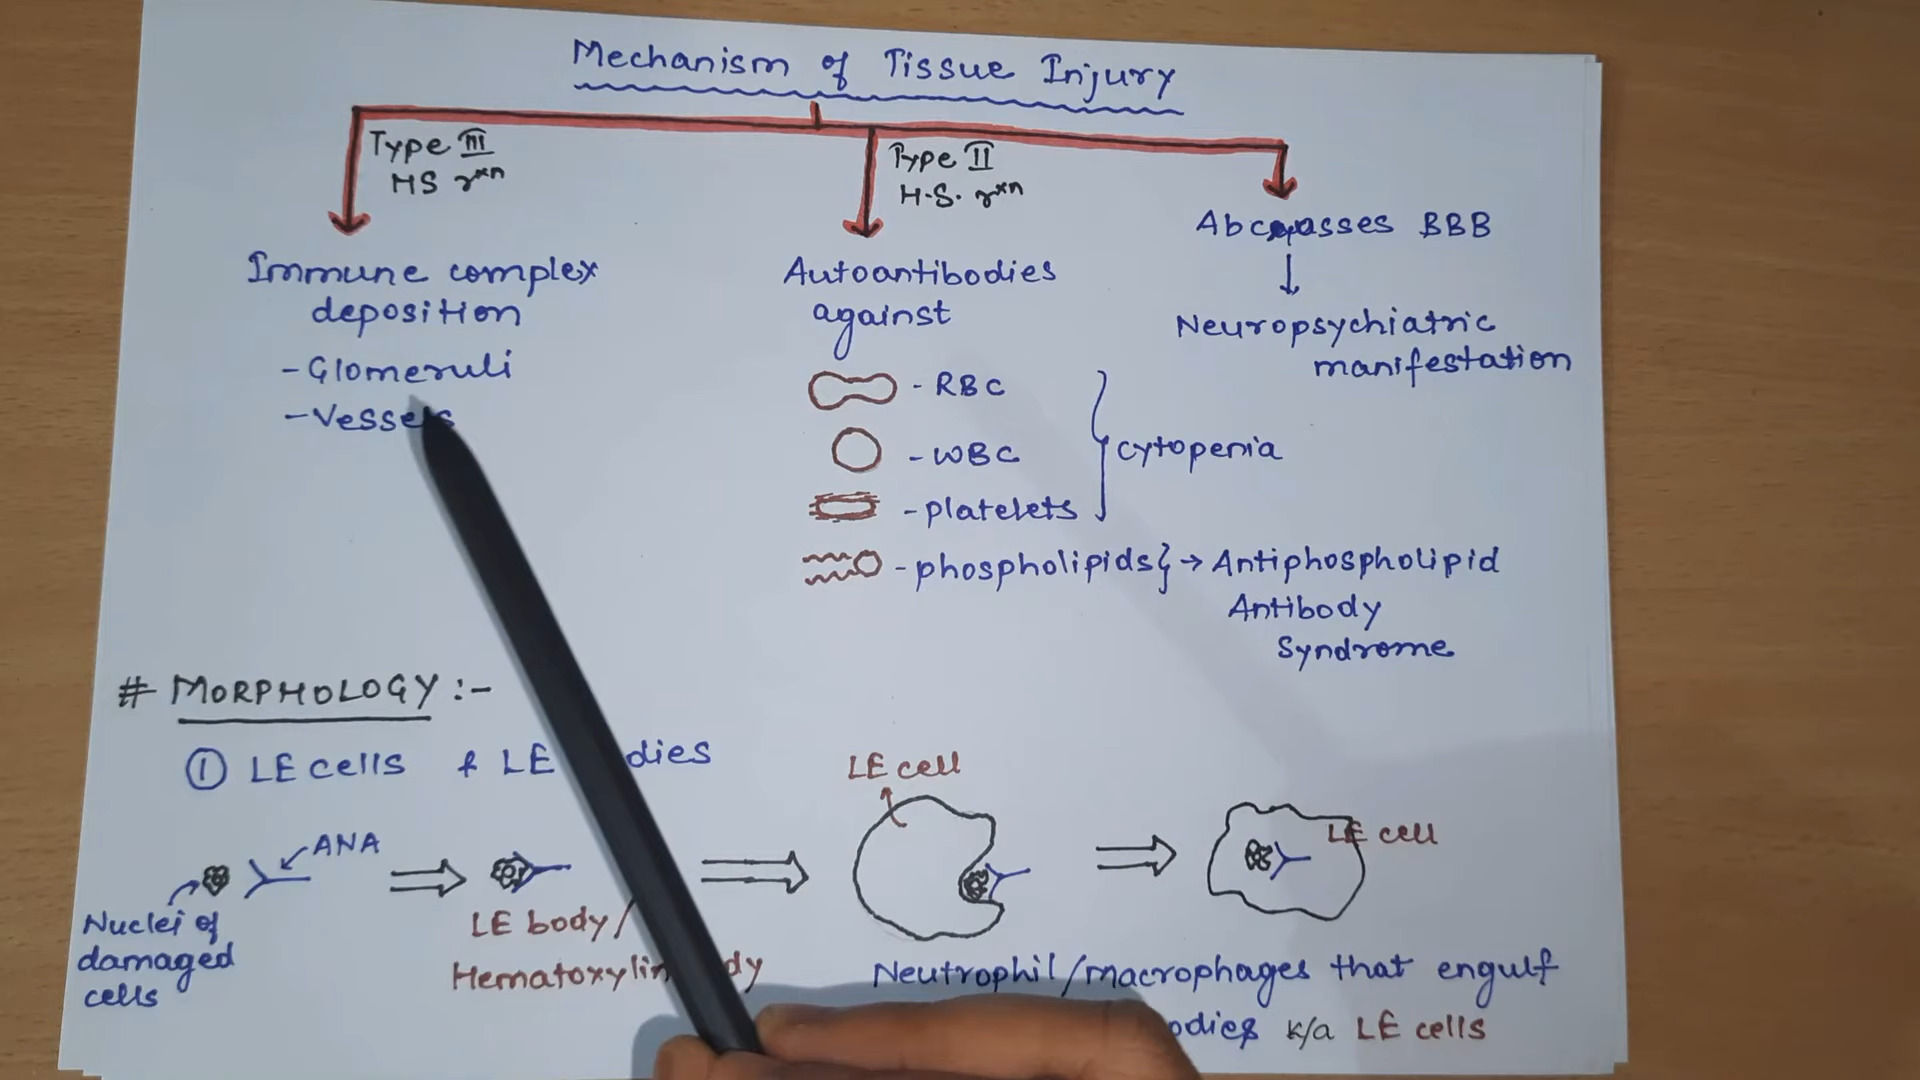 Mechanism of Tissue Injury
Type III
HS rxn
Immune complex
deposition
- Glomeruli
- Vessels
Type II
H.S. rxn
Autoantibodies
against
- RBC
- WBC
- platelets
cytopenia
- phospholipids} → Antiphospholipid
Antibody
Syndrome
Ab crosses BBB
Neuropsychiatric
manifestation
# MORPHOLOGY :-
① LE cells & LE dies
ANA
Nuclei of
damaged
cells
LE body/
Hematoxylin dy
LE cell
LE cell
Neutrophil/macrophages that engulf
odies k/a LE cells